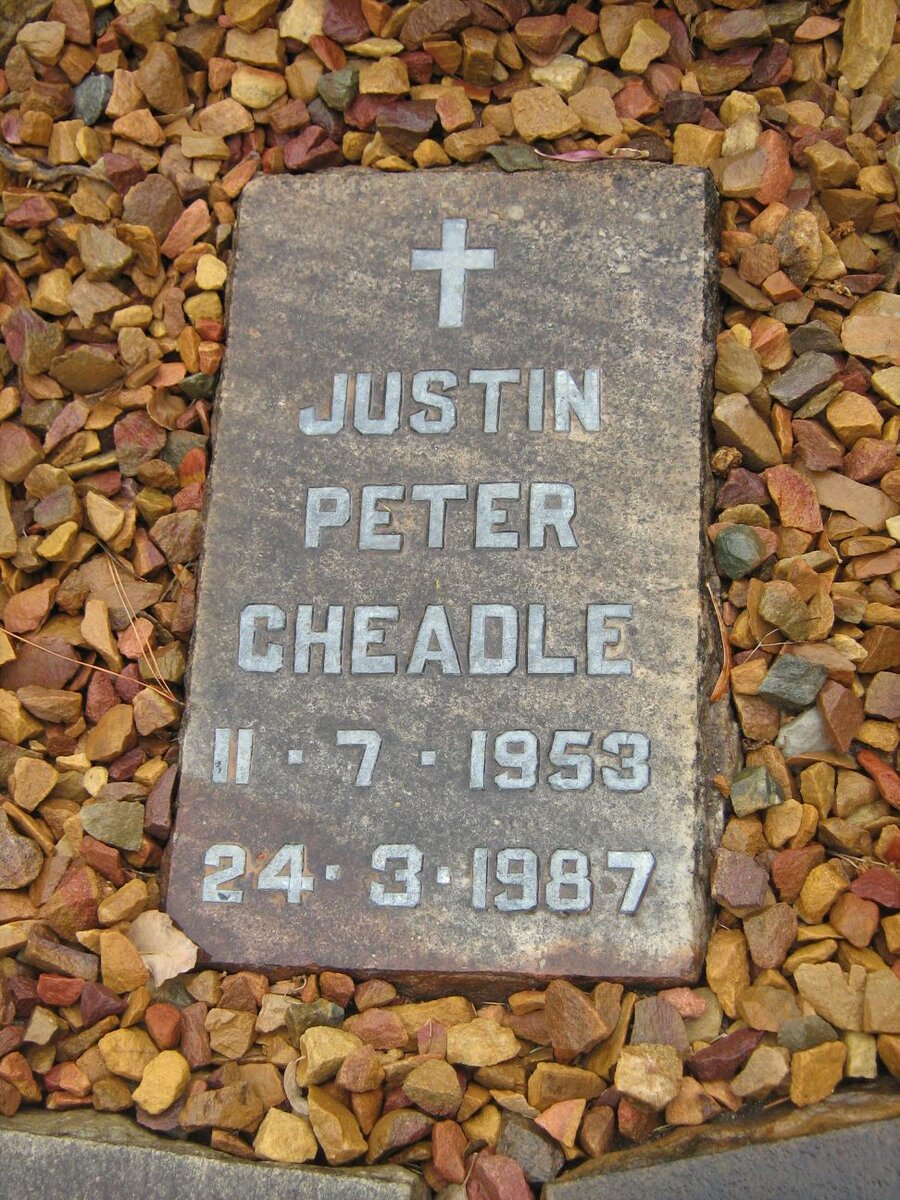 JUSTIN
PETER
CHEADLE
11 · 7 · 1953
24 · 3 · 1987